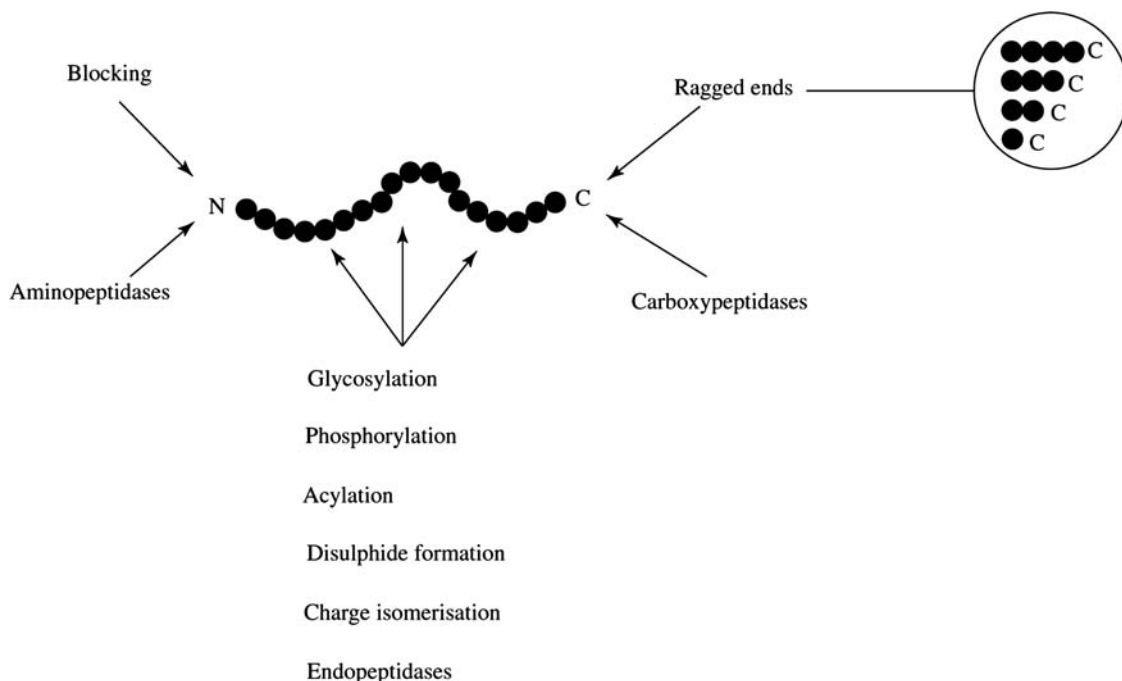 Blocking
Ragged ends
C
C
C
C
N
C
Aminopeptidases
Carboxypeptidases
Glycosylation
Phosphorylation
Acylation
Disulphide formation
Charge isomerisation
Endopeptidases